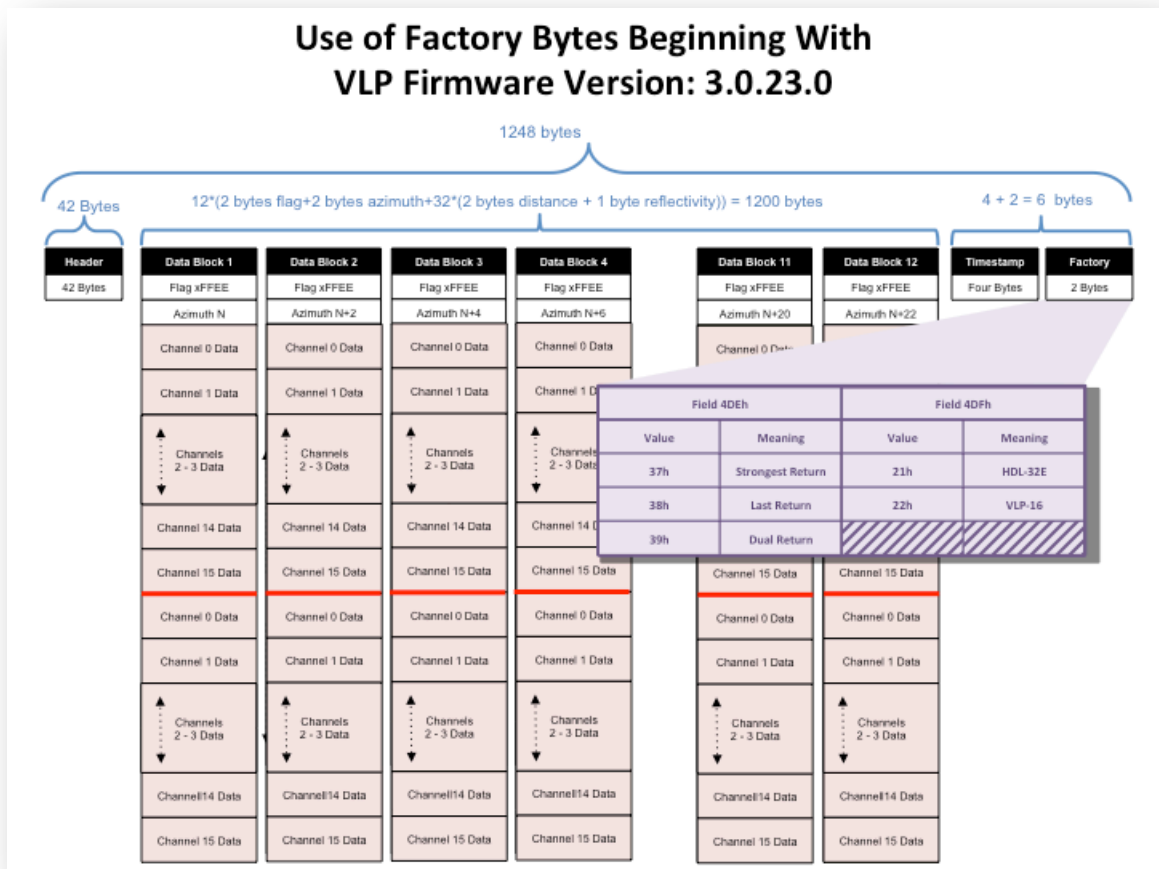 Use of Factory Bytes Beginning With
VLP Firmware Version: 3.0.23.0
1248 bytes
42 Bytes
12*(2 bytes flag+2 bytes azimuth+32*(2 bytes distance + 1 byte reflectivity)) = 1200 bytes
4 + 2 = 6 bytes
Header
42 Bytes
Data Block 1
Flag xFFEE
Azimuth N
Channel 0 Data
Channel 1 Data
Channels
2 - 3 Data
Channel 14 Data
Channel 15 Data
Channel 0 Data
Channel 1 Data
Channels
2 - 3 Data
Channell14 Data
Channel 15 Data
Data Block 2
Flag xFFEE
Azimuth N+2
Channel 0 Data
Channel 1 Data
Channels
2 - 3 Data
Channel 14 Data
Channel 15 Data
Channel 0 Data
Channel 1 Data
Channels
2 - 3 Data
Channell14 Data
Channel 15 Data
Data Block 3
Flag xFFEE
Azimuth N+4
Channel 0 Data
Channel 1 Data
Channels
2 - 3 Data
Channel 14 Data
Channel 15 Data
Channel 0 Data
Channel 1 Data
Channels
2 - 3 Data
Channell14 Data
Channel 15 Data
Data Block 4
Flag xFFEE
Azimuth N+6
Channel 0 Data
Channel 1 D
Channels
2 - 3 Data
Channel 14
Channel 15 Data
Channel 0 Data
Channel 1 Data
Channels
2 - 3 Data
Channell14 Data
Channel 15 Data
Data Block 11
Flag xFFEE
Azimuth N+20
Channel 0
Channel 15 Data
Channel 0 Data
Channel 1 Data
Channels
2 - 3 Data
Channell14 Data
Channel 15 Data
Data Block 12
Flag xFFEE
Azimuth N+22
Channel 15 Data
Channel 0 Data
Channel 1 Data
Channels
2 - 3 Data
Channell14 Data
Channel 15 Data
Timestamp
Four Bytes
Factory
2 Bytes
Field 4DEh Field 4DFh
Value Meaning Value Meaning
37h Strongest Return 21h HDL-32E
38h Last Return 22h VLP-16
39h Dual Return